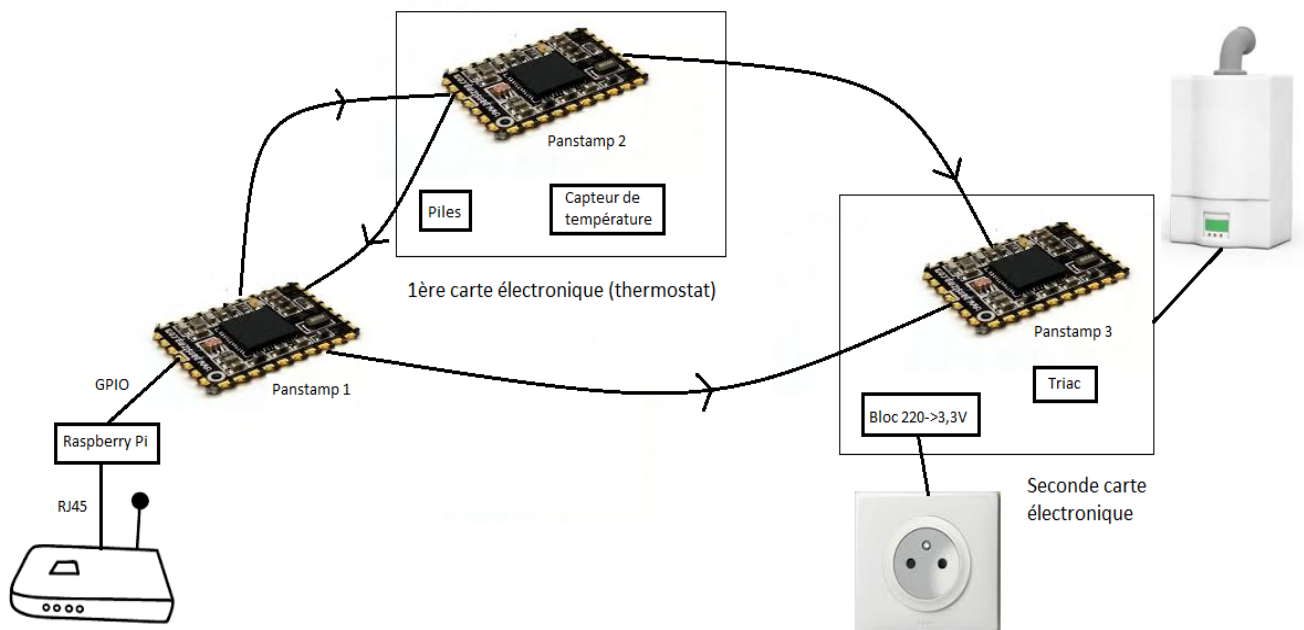 Panstamp 2
Piles
Capteur de
température
1ère carte électronique (thermostat)
Panstamp 3
GPIO
Panstamp 1
Triac
Bloc 220->3,3V
Raspberry Pi
RJ45
Seconde carte
électronique